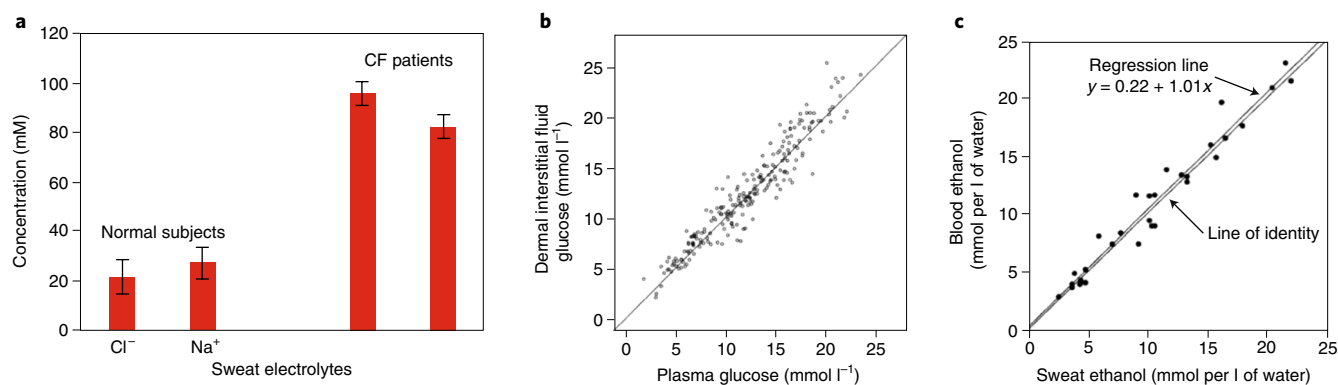 a
120
100
80
60
40
20
0
Concentration (mM)
CF patients
Normal subjects
Cl⁻
Na⁺
Sweat electrolytes
b
25
20
15
10
5
0
Dermal interstitial fluid
glucose (mmol l⁻¹)
0 5 10 15 20 25
Plasma glucose (mmol l⁻¹)
c
25
20
15
10
5
0
Blood ethanol
(mmol per l of water)
Regression line
y = 0.22 + 1.01x
Line of identity
0 5 10 15 20 25
Sweat ethanol (mmol per l of water)